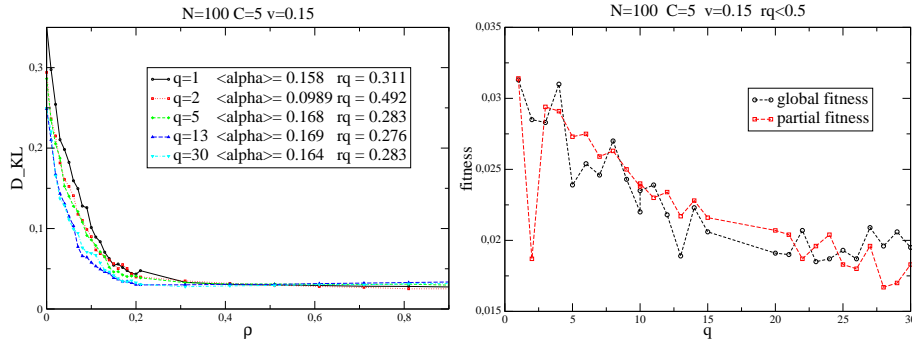 N=100 C=5 v=0.15
0,3
0,2
0,1
0
D_KL
q=1 <alpha>= 0.158 rq = 0.311
q=2 <alpha>= 0.0989 rq = 0.492
q=5 <alpha>= 0.168 rq = 0.283
q=13 <alpha>= 0.169 rq = 0.276
q=30 <alpha>= 0.164 rq = 0.283
0
0,2
0,4
0,6
0,8
ρ
N=100 C=5 v=0.15 rq<0.5
0,035
0,03
0,025
0,02
0,015
fitness
global fitness
partial fitness
0
5
10
15
20
25
30
q